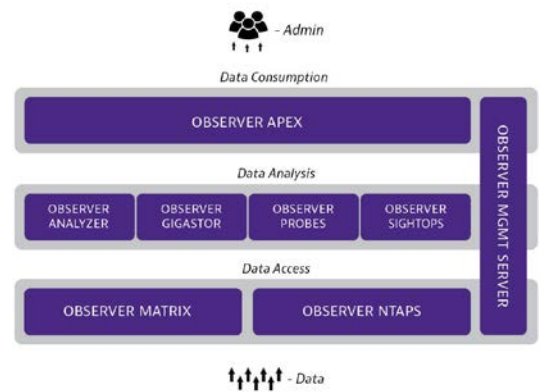 - Admin
Data Consumption
OBSERVER APEX
OBSERVER MGMT SERVER
Data Analysis
OBSERVER
ANALYZER
OBSERVER
GIGASTOR
OBSERVER
PROBES
OBSERVER
SIGHTOPS
Data Access
OBSERVER MATRIX
OBSERVER NTAPS
- Data